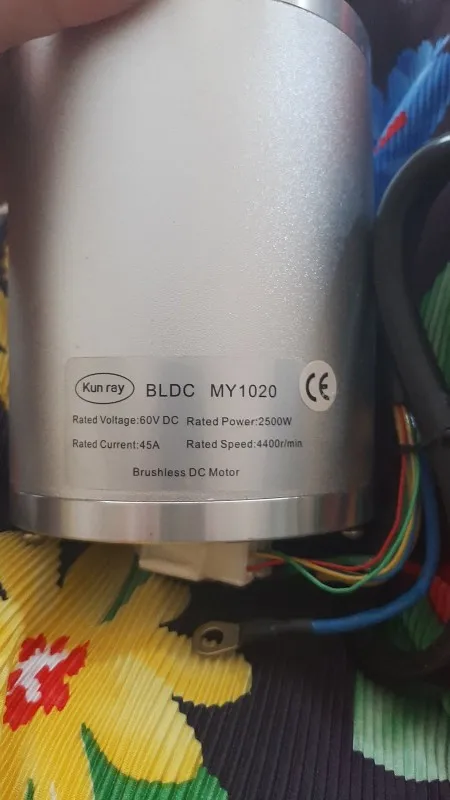 Kun ray BLDC MY1020 CE
Rated Voltage:60V DC Rated Power:2500W
Rated Current:45A Rated Speed:4400r/min
Brushless DC Motor